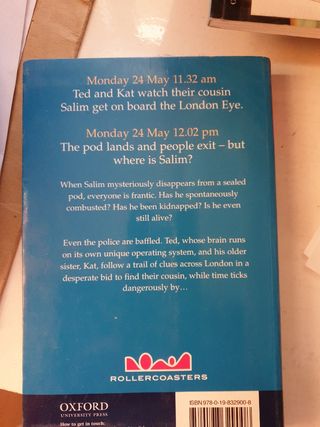 Monday 24 May 11.32 am
Ted and Kat watch their cousin
Salim get on board the London Eye.
Monday 24 May 12.02 pm
The pod lands and people exit – but
where is Salim?
When Salim mysteriously disappears from a sealed
pod, everyone is frantic. Has he spontaneously
combusted? Has he been kidnapped? Is he even
still alive?
Even the police are baffled. Ted, whose brain runs
on its own unique operating system, and his older
sister, Kat, follow a trail of clues across London in a
desperate bid to find their cousin, while time ticks
dangerously by…
ROLLERCOASTERS
OXFORD
UNIVERSITY PRESS
How to get in touch:
ISBN 978-0-19-832900-8